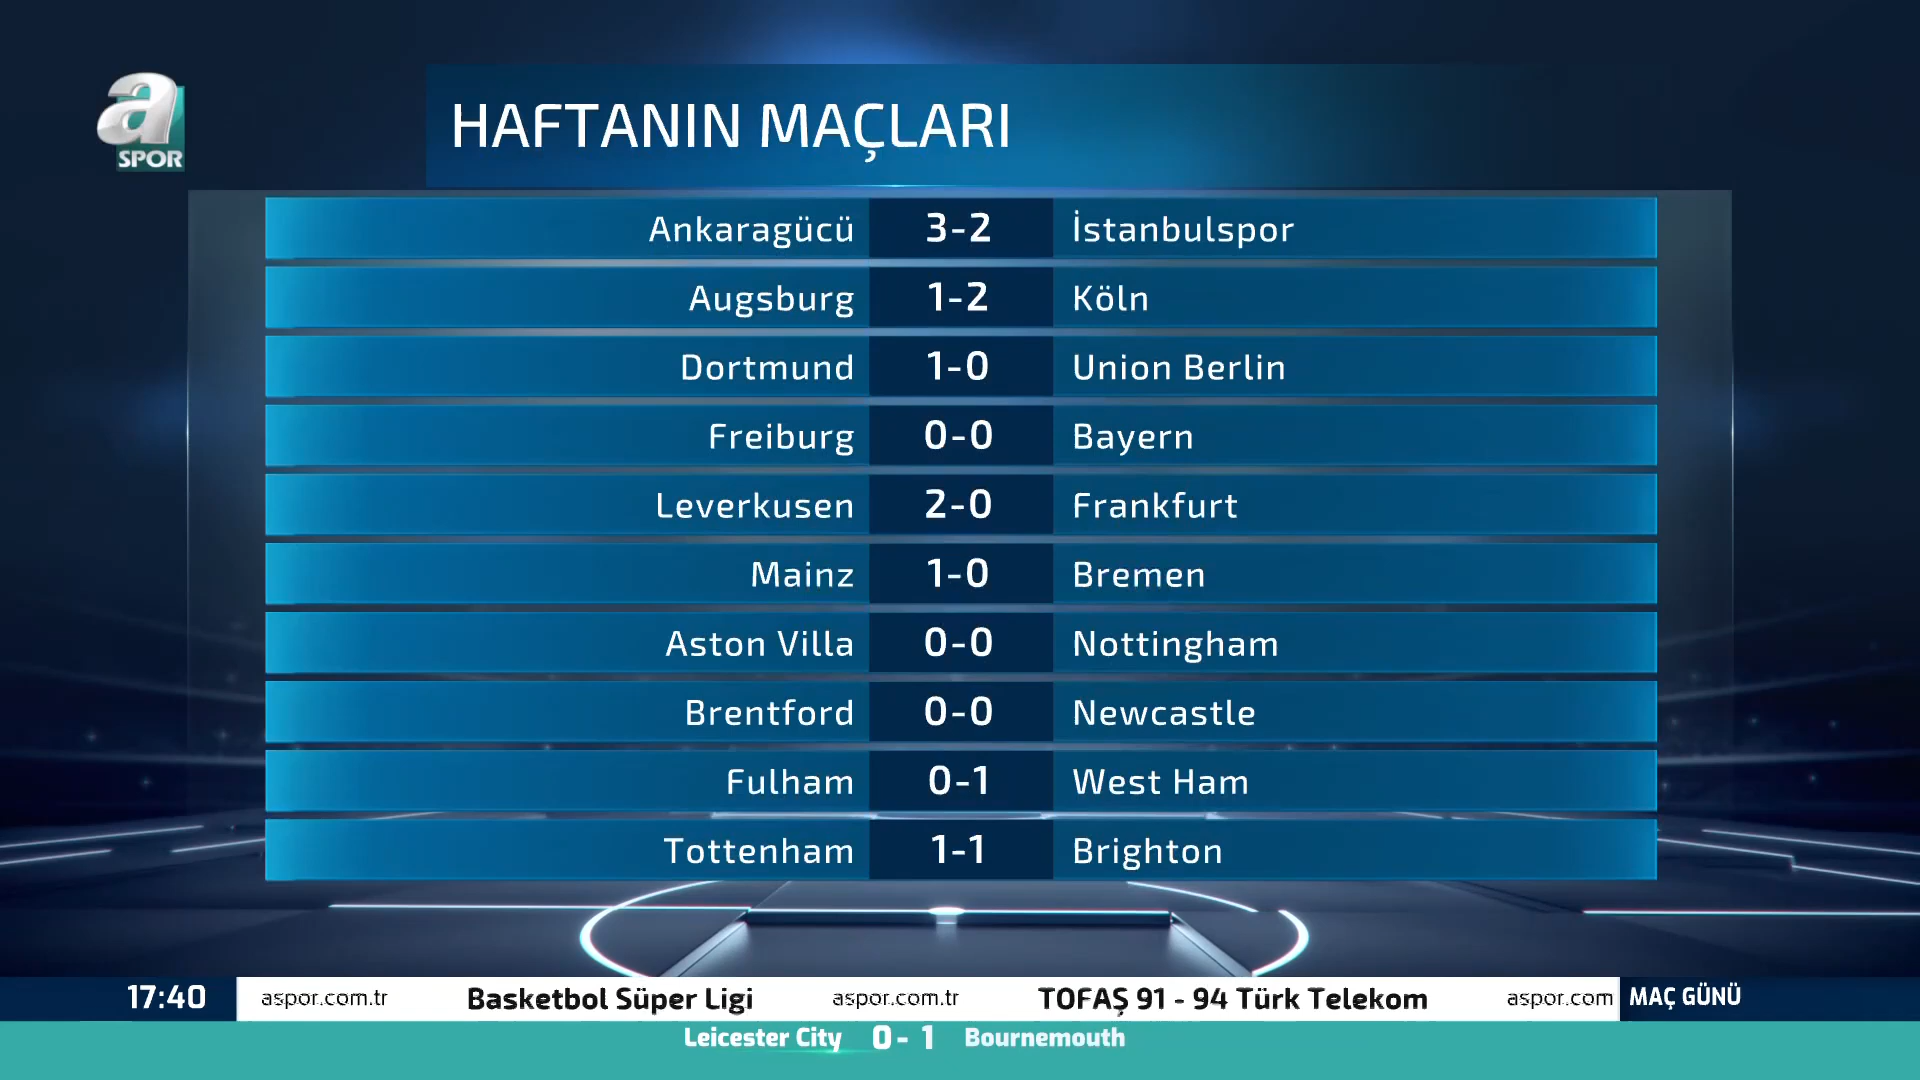 a
SPOR
HAFTANIN MAÇLARI
Ankaragücü 3-2 İstanbulspor
Augsburg 1-2 Köln
Dortmund 1-0 Union Berlin
Freiburg 0-0 Bayern
Leverkusen 2-0 Frankfurt
Mainz 1-0 Bremen
Aston Villa 0-0 Nottingham
Brentford 0-0 Newcastle
Fulham 0-1 West Ham
Tottenham 1-1 Brighton
17:40 aspor.com.tr Basketbol Süper Ligi aspor.com.tr TOFAŞ 91 - 94 Türk Telekom aspor.com MAÇ GÜNÜ
Leicester City 0 - 1 Bournemouth